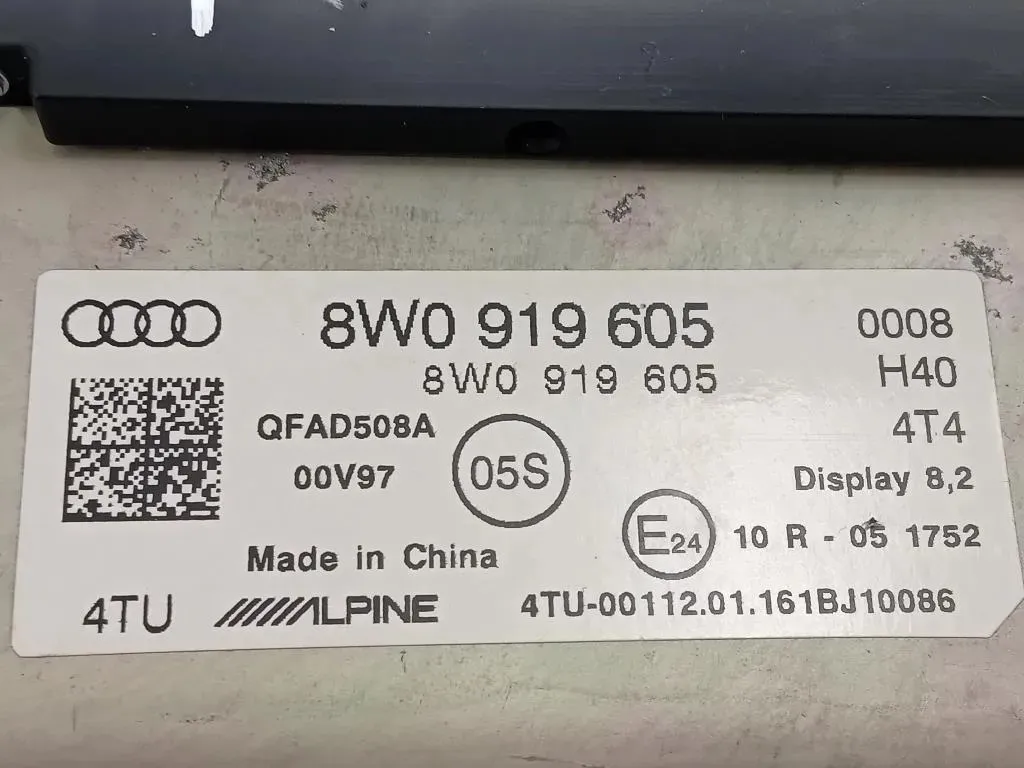 8W0 919 605 0008
8W0 919 605 H40
QFAD508A 05S 4T4
00V97 Display 8,2
Made in China E24 10 R - 05 1752
4TU ALPINE 4TU-00112.01.161BJ10086